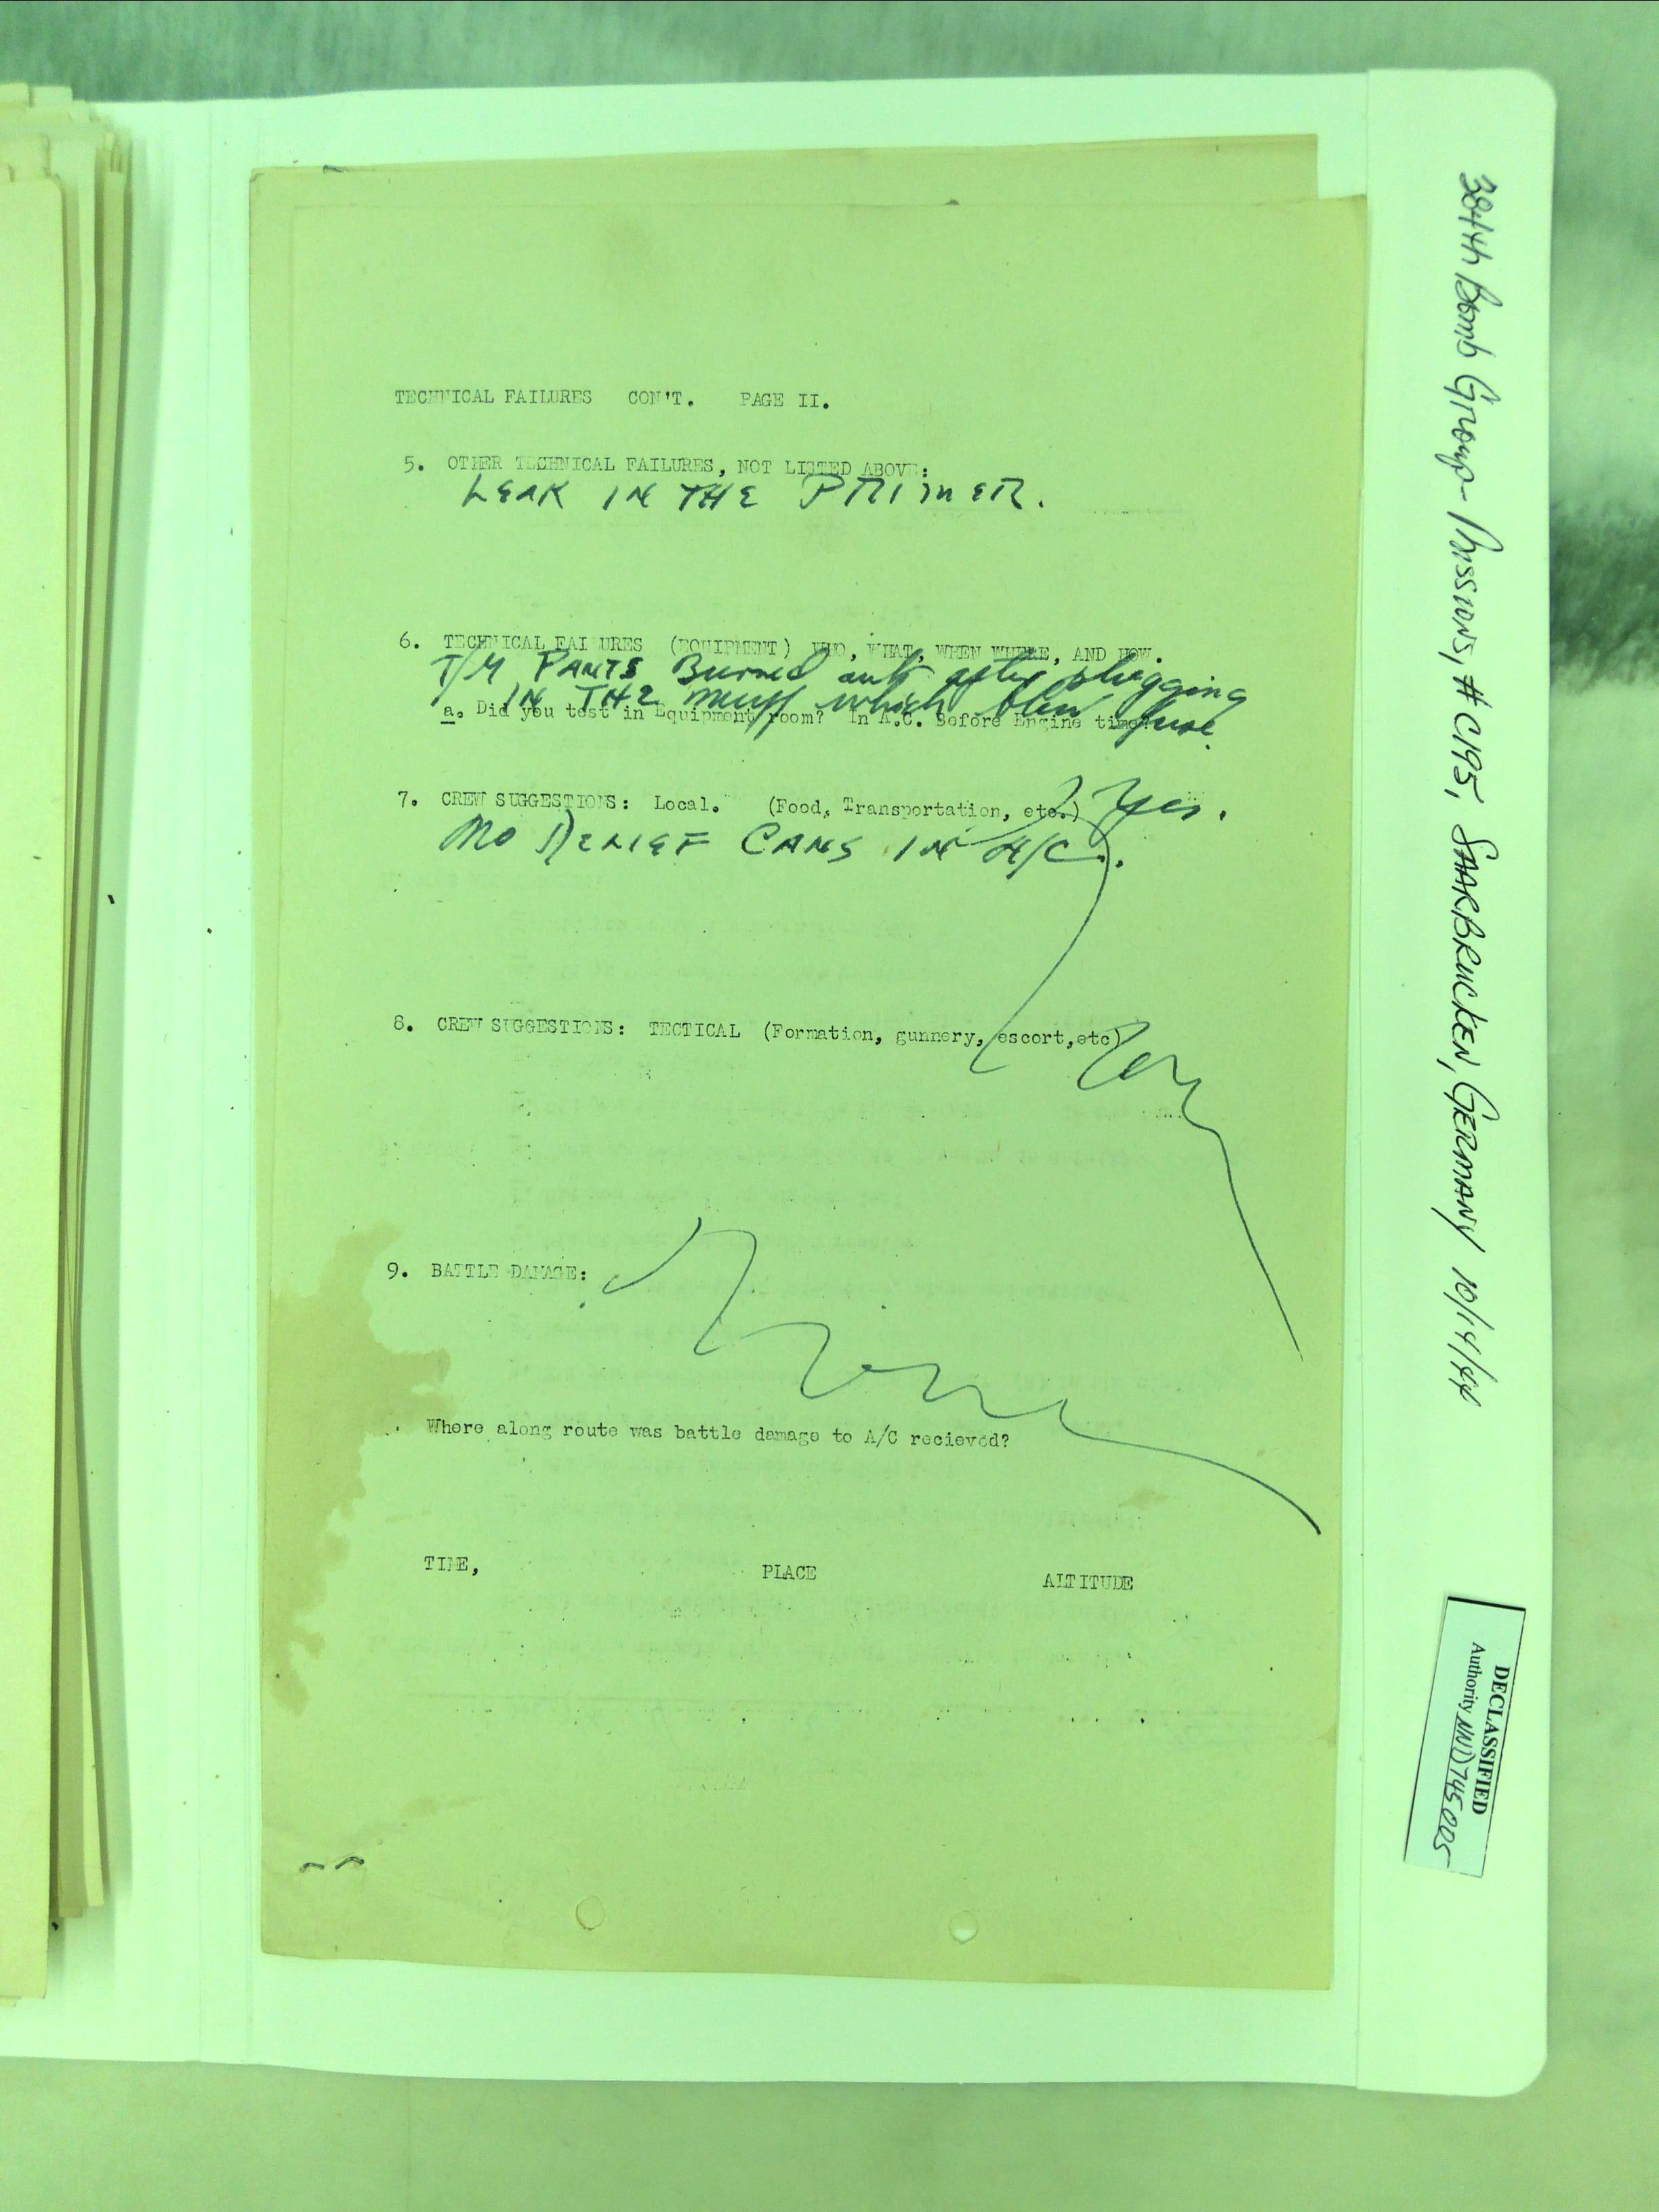 TECHNICAL FAILURES CON'T. PAGE II.
5. OTHER TECHNICAL FAILURES, NOT LISTED ABOVE:
LEAK IN THE PRIMER.
6. TECHNICAL FAILURES (EQUIPMENT) WHO, WHAT, WHEN WHERE, AND HOW.
PANTS Burned out after plugging
IN THE muff which blew fuse.
a. Did you test in Equipment room? In A.C. Before Engine time?
7. CREW SUGGESTIONS: Local. (Food, Transportation, etc.) Yes.
NO RELIEF CANS IN A/C.
8. CREW SUGGESTIONS: TECTICAL (Formation, gunnery, escort,etc)
9. BATTLE DAMAGE: None
Where along route was battle damage to A/C recieved?
TIME, PLACE ALTITUDE
384th Bomb Group - Missions, # C195, SAARBRUCKEN, GERMANY 10/14/44
DECLASSIFIED
Authority NND745005